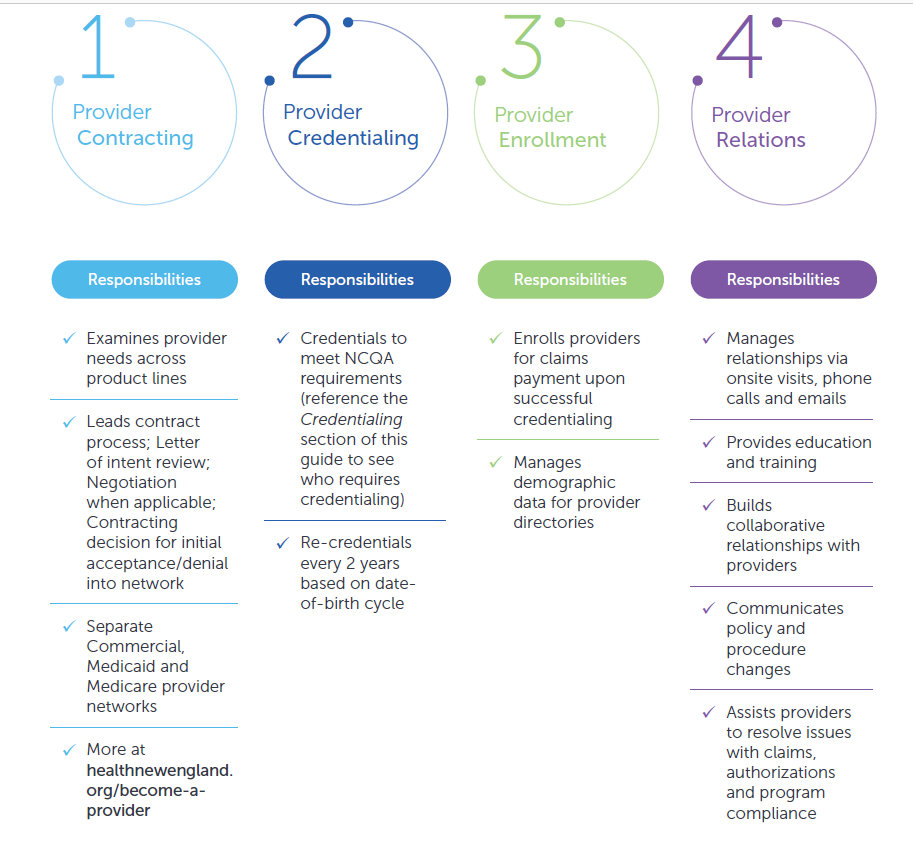 1
Provider
Contracting
Responsibilities
Examines provider
needs across
product lines
Leads contract
process; Letter
of intent review;
Negotiation
when applicable;
Contracting
decision for initial
acceptance/denial
into network
Separate
Commercial,
Medicaid and
Medicare provider
networks
More at
healthnewengland.
org/become-a-
provider
2
Provider
Credentialing
Responsibilities
Credentials to
meet NCQA
requirements
(reference the
Credentialing
section of this
guide to see
who requires
credentialing)
Re-credentials
every 2 years
based on date-
of-birth cycle
3
Provider
Enrollment
Responsibilities
Enrolls providers
for claims
payment upon
successful
credentialing
Manages
demographic
data for provider
directories
4
Provider
Relations
Responsibilities
Manages
relationships via
onsite visits, phone
calls and emails
Provides education
and training
Builds
collaborative
relationships with
providers
Communicates
policy and
procedure
changes
Assists providers
to resolve issues
with claims,
authorizations
and program
compliance